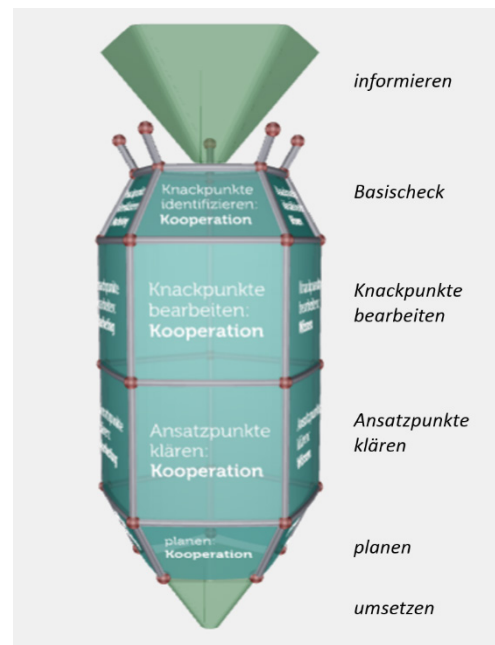 informieren
Knackpunkte
identifizieren:
Kooperation
Basischeck
Knackpunkte
bearbeiten:
Kooperation
Knackpunkte
bearbeiten
Ansatzpunkte
klären:
Kooperation
Ansatzpunkte
klären
planen:
Kooperation
planen
umsetzen